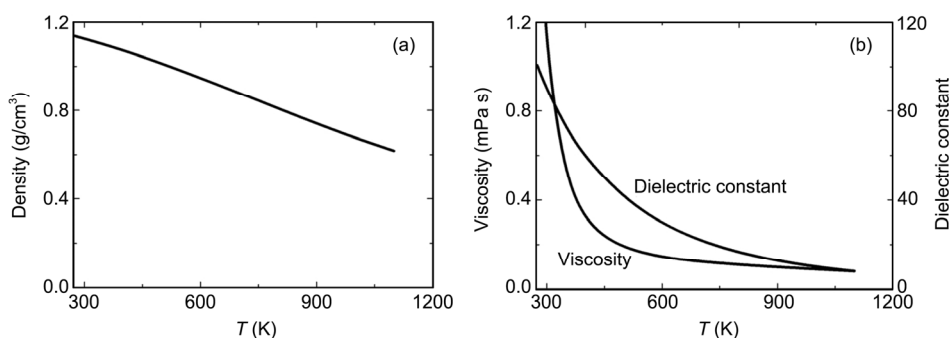 1.2
0.8
0.4
0.0
Density (g/cm³)
(a)
300 600 900 1200
T (K)
1.2
0.8
0.4
0.0
Viscosity (mPa s)
(b)
Dielectric constant
Viscosity
120
80
40
0
Dielectric constant
300 600 900 1200
T (K)